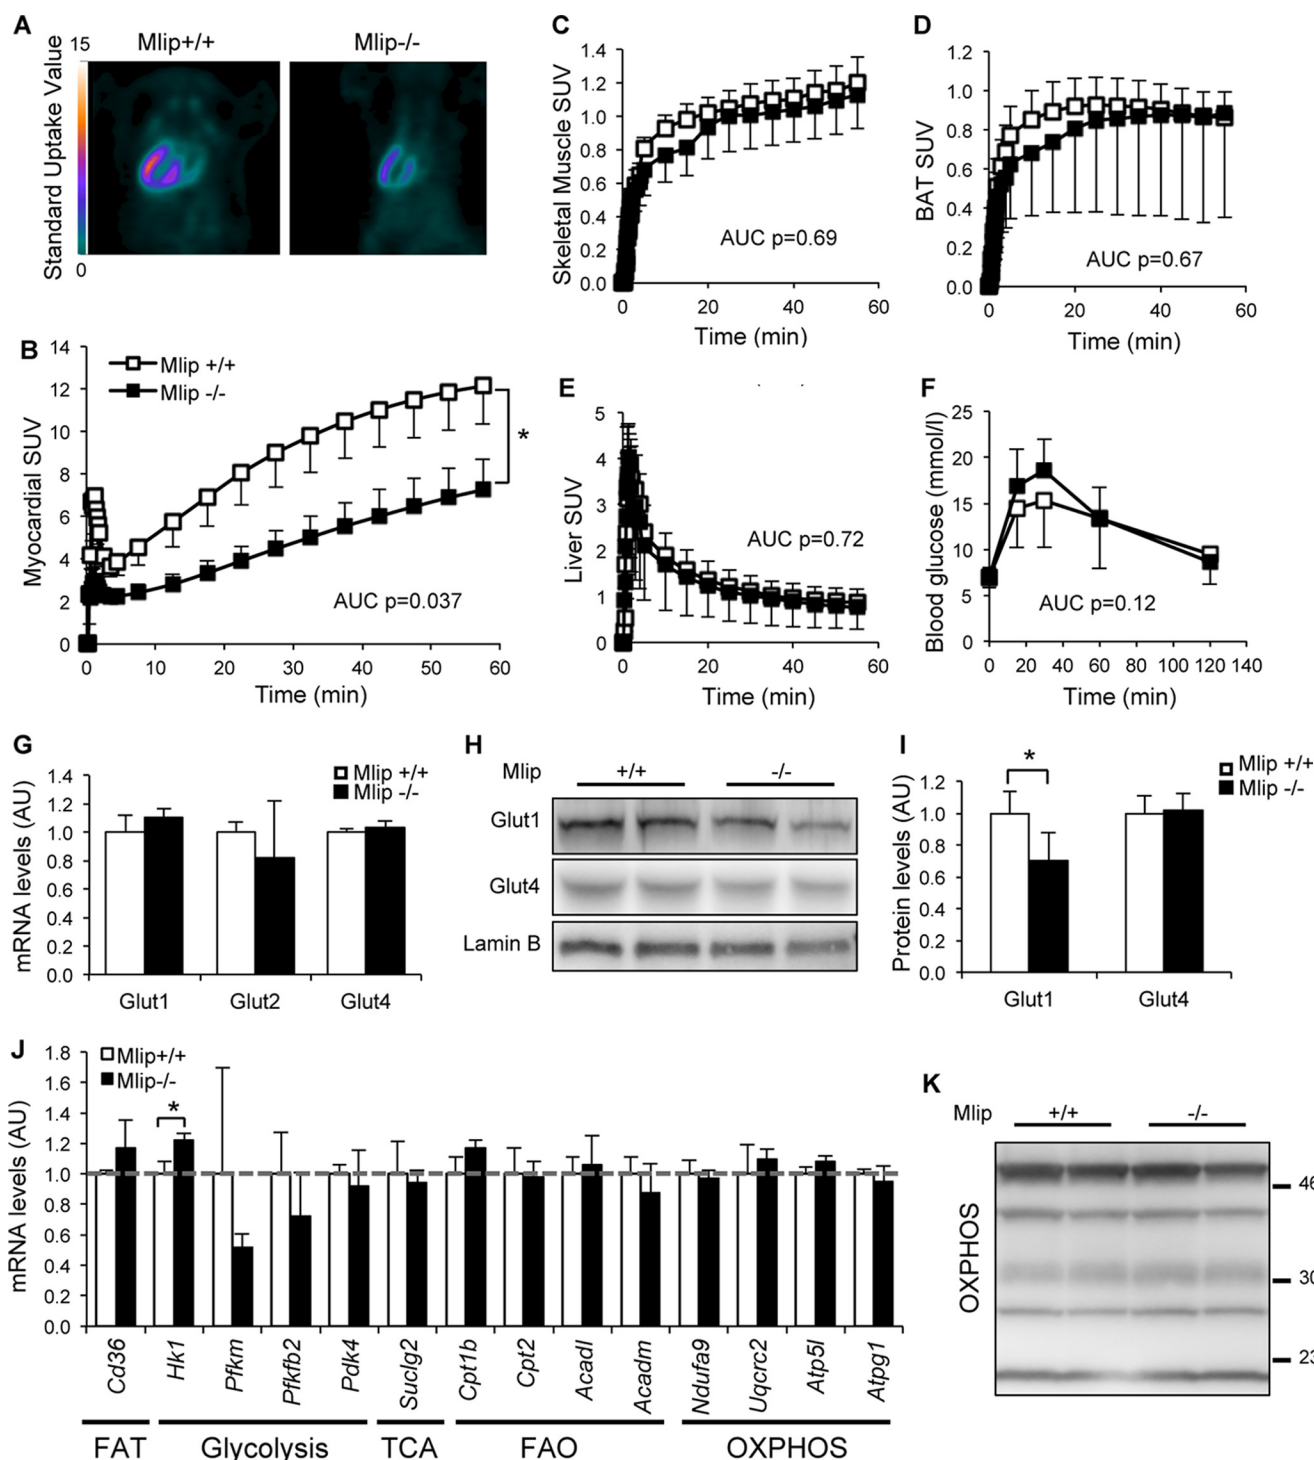 A
Mlip+/+
Mlip-/-
Standard Uptake Value
15
0
B
14
12
10
8
6
4
2
0
Myocardial SUV
Mlip +/+
Mlip -/-
*
AUC p=0.037
0 10 20 30 40 50 60
Time (min)
C
1.4
1.2
1.0
0.8
0.6
0.4
0.2
0.0
Skeletal Muscle SUV
AUC p=0.69
0 20 40 60
Time (min)
D
1.2
1.0
0.8
0.6
0.4
0.2
0.0
BAT SUV
AUC p=0.67
0 20 40 60
Time (min)
E
5
4
3
2
1
0
Liver SUV
AUC p=0.72
0 20 40 60
Time (min)
F
25
20
15
10
5
0
Blood glucose (mmol/l)
AUC p=0.12
0 20 40 60 80 100 120 140
Time (min)
G
1.4
1.2
1.0
0.8
0.6
0.4
0.2
0.0
mRNA levels (AU)
Mlip +/+
Mlip -/-
Glut1 Glut2 Glut4
H
Mlip +/+ -/-
Glut1
Glut4
Lamin B
I
1.2
1.0
0.8
0.6
0.4
0.2
0.0
Protein levels (AU)
*
Mlip +/+
Mlip -/-
Glut1 Glut4
J
1.8
1.6
1.4
1.2
1.0
0.8
0.6
0.4
0.2
0.0
mRNA levels (AU)
Mlip+/+
Mlip-/-
*
Cd36 Hk1 Pfkm Pfkfb2 Pdk4 Suclg2 Cpt1b Cpt2 Acadl Acadm Ndufa9 Uqcrc2 Atp5l Atpg1
FAT Glycolysis TCA FAO OXPHOS
K
Mlip +/+ -/-
OXPHOS
46
30
23